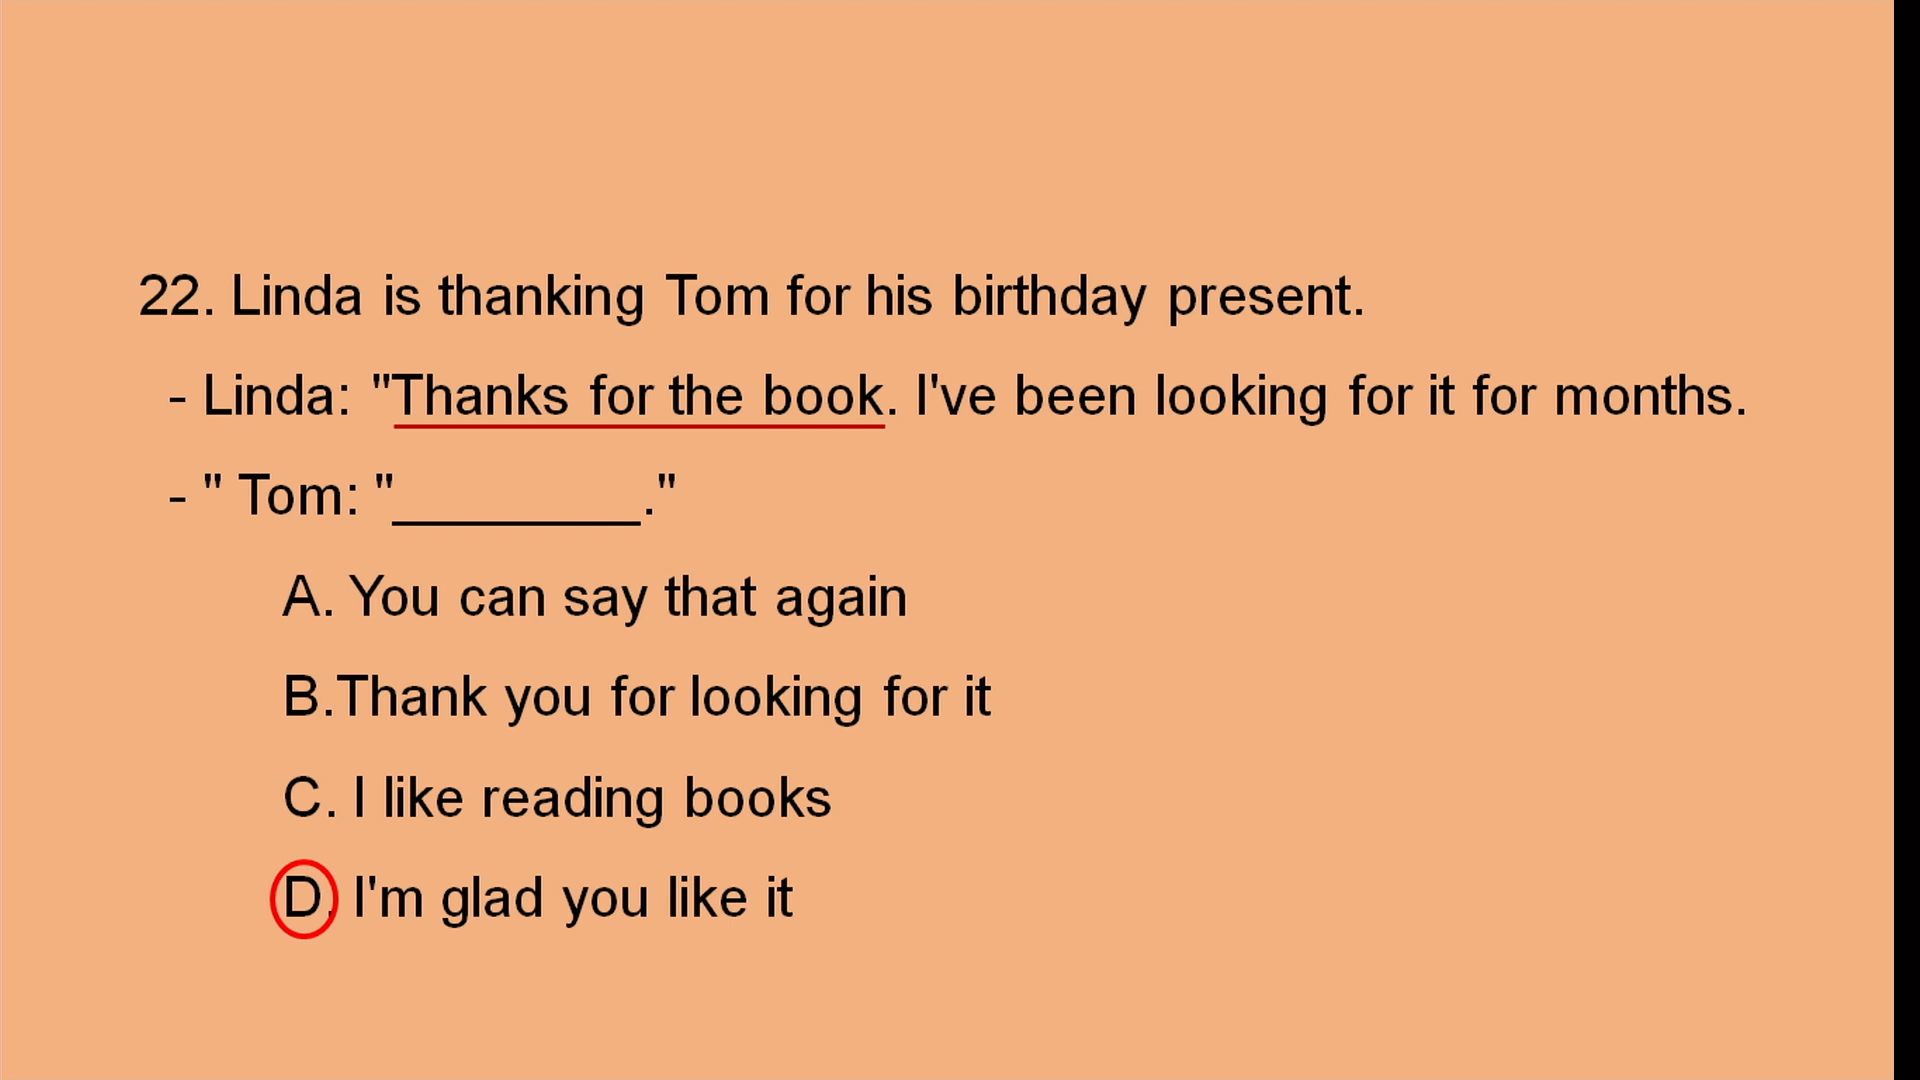 22. Linda is thanking Tom for his birthday present.
- Linda: "Thanks for the book. I've been looking for it for months.
- " Tom: "_________."
A. You can say that again
B.Thank you for looking for it
C. I like reading books
D. I'm glad you like it